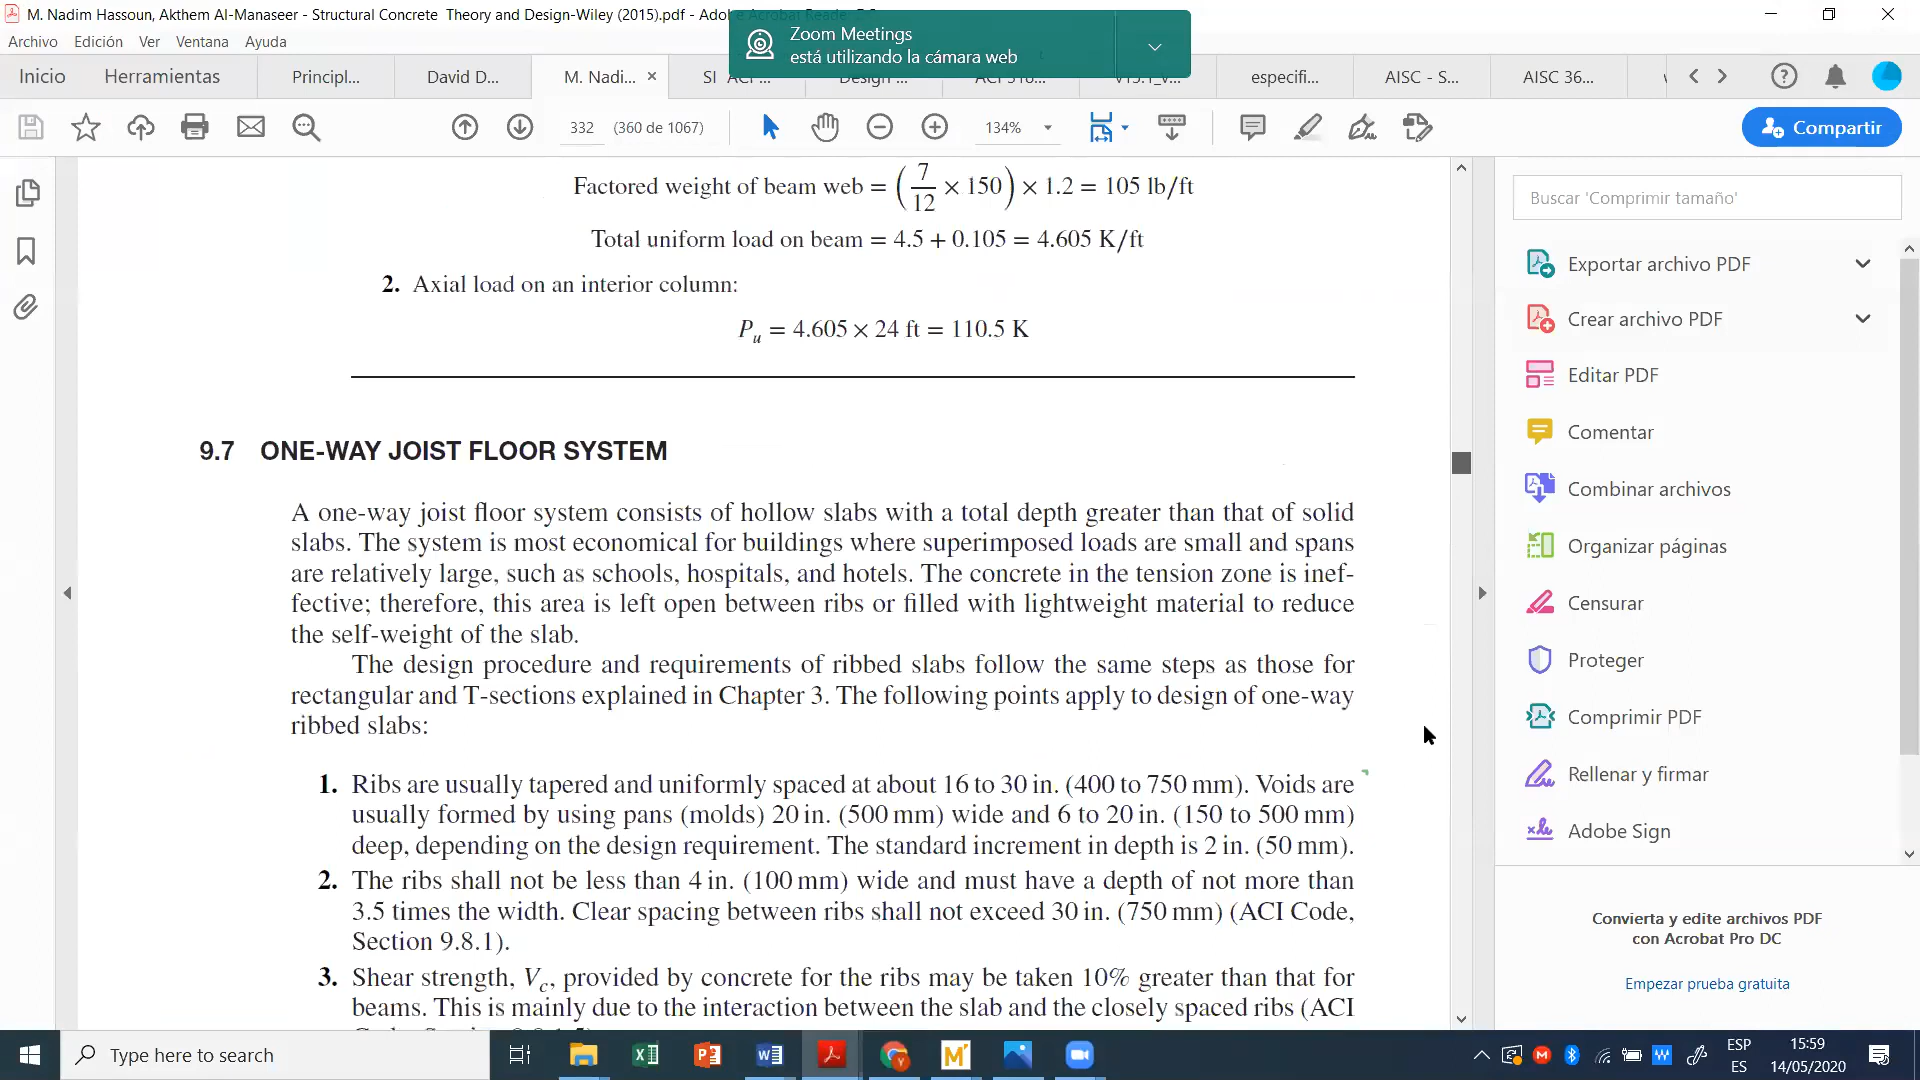 M. Nadim Hassoun, Akthem Al-Manaseer - Structural Concrete Theory and Design-Wiley (2015).pdf - Adobe Acrobat Reader
Zoom Meetings
está utilizando la cámara web
Archivo Edición Ver Ventana Ayuda
Inicio Herramientas Principl... David D... M. Nadi... × SI ACI ... Design ... ACI 318... V15.1_V... especifi... AISC - S... AISC 36...
332 (360 de 1067) 134% Compartir
Factored weight of beam web = (7/12 × 150) × 1.2 = 105 lb/ft
Total uniform load on beam = 4.5 + 0.105 = 4.605 K/ft
2. Axial load on an interior column:
Pu = 4.605 × 24 ft = 110.5 K
9.7 ONE-WAY JOIST FLOOR SYSTEM
A one-way joist floor system consists of hollow slabs with a total depth greater than that of solid
slabs. The system is most economical for buildings where superimposed loads are small and spans
are relatively large, such as schools, hospitals, and hotels. The concrete in the tension zone is inef-
fective; therefore, this area is left open between ribs or filled with lightweight material to reduce
the self-weight of the slab.
The design procedure and requirements of ribbed slabs follow the same steps as those for
rectangular and T-sections explained in Chapter 3. The following points apply to design of one-way
ribbed slabs:
1. Ribs are usually tapered and uniformly spaced at about 16 to 30 in. (400 to 750 mm). Voids are
usually formed by using pans (molds) 20 in. (500 mm) wide and 6 to 20 in. (150 to 500 mm)
deep, depending on the design requirement. The standard increment in depth is 2 in. (50 mm).
2. The ribs shall not be less than 4 in. (100 mm) wide and must have a depth of not more than
3.5 times the width. Clear spacing between ribs shall not exceed 30 in. (750 mm) (ACI Code,
Section 9.8.1).
3. Shear strength, Vc, provided by concrete for the ribs may be taken 10% greater than that for
beams. This is mainly due to the interaction between the slab and the closely spaced ribs (ACI
Buscar 'Comprimir tamaño'
Exportar archivo PDF
Crear archivo PDF
Editar PDF
Comentar
Combinar archivos
Organizar páginas
Censurar
Proteger
Comprimir PDF
Rellenar y firmar
Adobe Sign
Convierta y edite archivos PDF
con Acrobat Pro DC
Empezar prueba gratuita
Type here to search
ESP
ES
15:59
14/05/2020